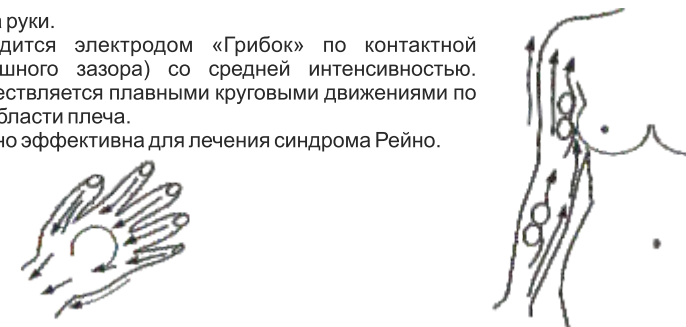 а руки.
дится электродом «Грибок» по контактной
шного зазора) со средней интенсивностью.
ествляется плавными круговыми движениями по
бласти плеча.
но эффективна для лечения синдрома Рейно.